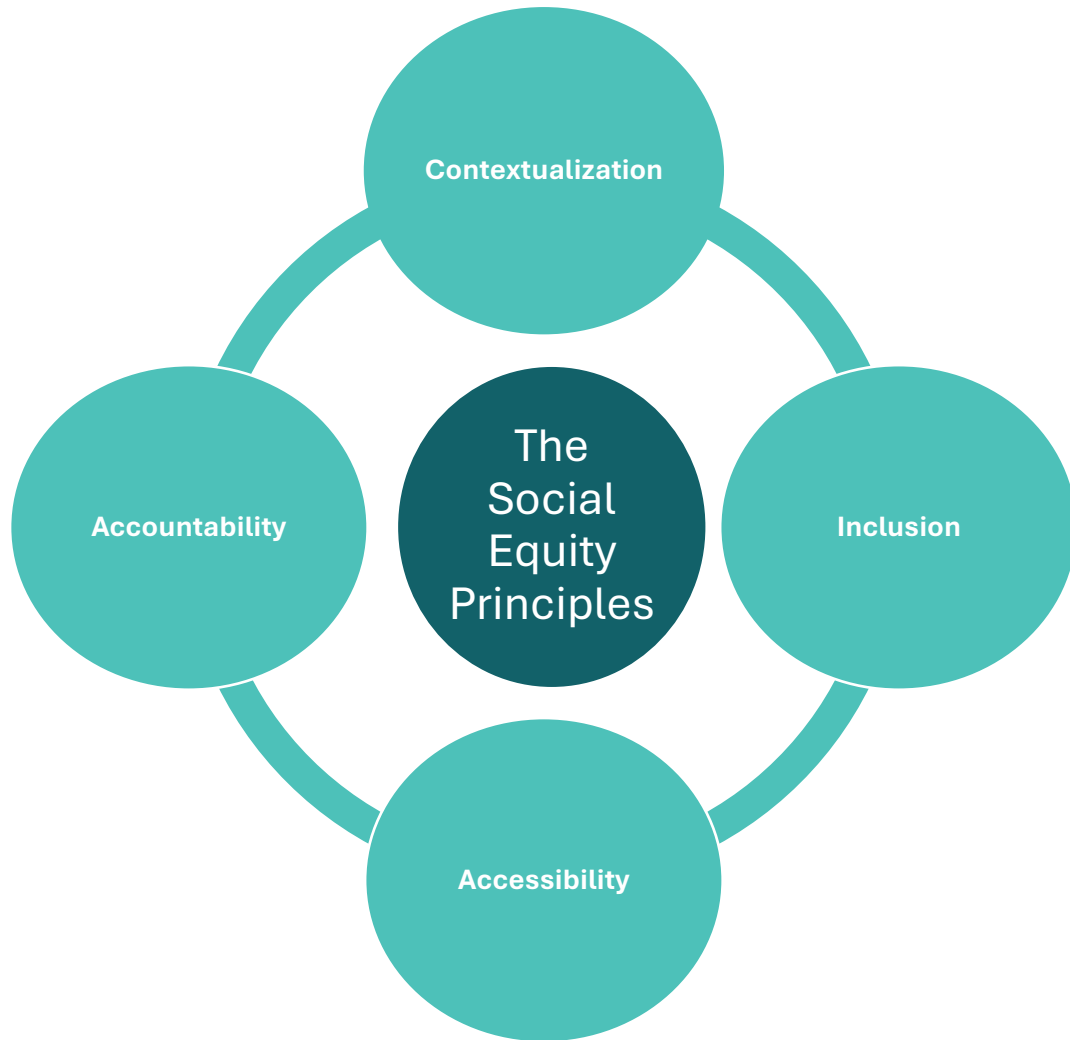 Contextualization
Accountability
The
Social
Equity
Principles
Inclusion
Accessibility